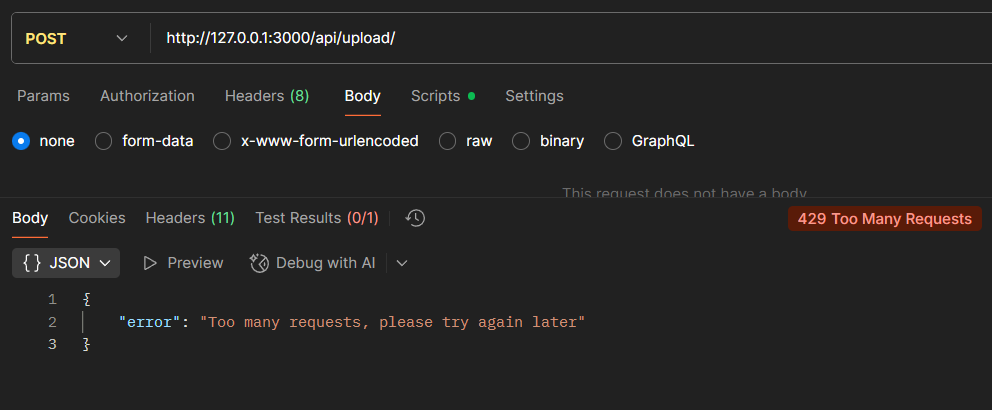 POST http://127.0.0.1:3000/api/upload/
Params Authorization Headers (8) Body Scripts Settings
none form-data x-www-form-urlencoded raw binary GraphQL
This request does not have a body
Body Cookies Headers (11) Test Results (0/1) 429 Too Many Requests
{} JSON Preview Debug with AI
1 {
2 "error": "Too many requests, please try again later"
3 }